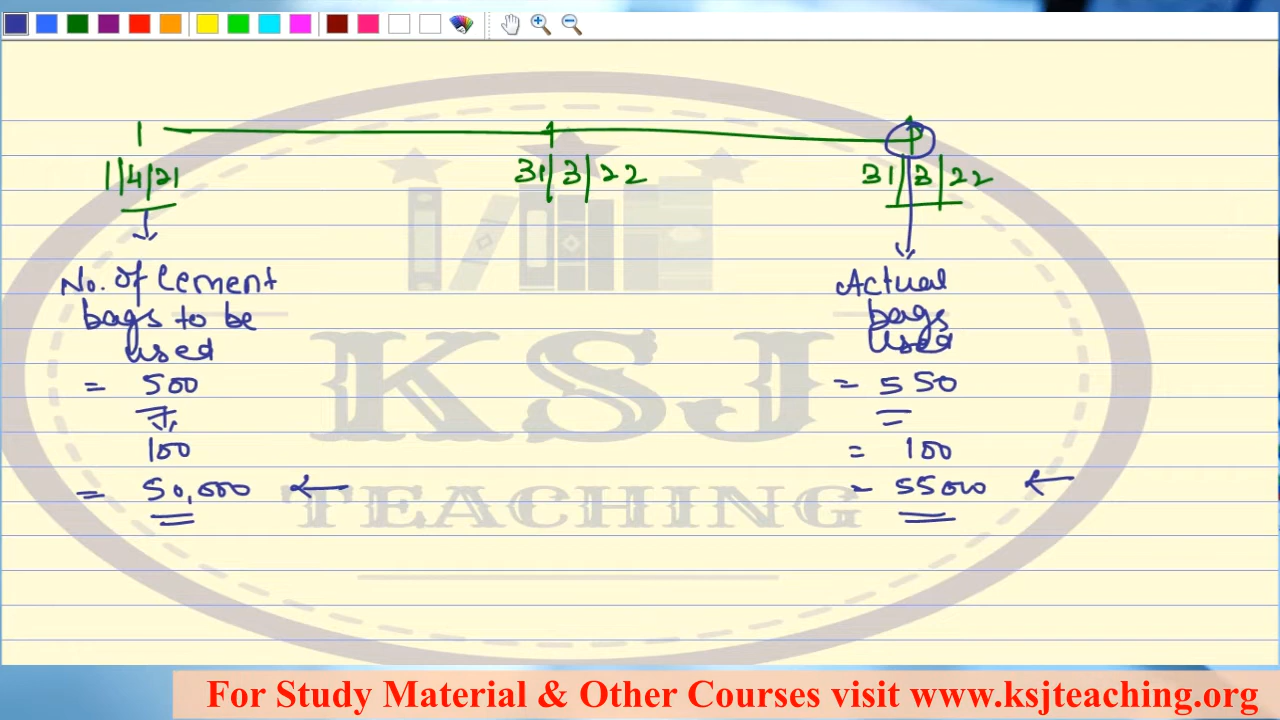 1|4|21 31|3|22 31|3|22
No. Of Cement
bags to be
used
= 500
100
= 50,000
Actual
bags
Used
= 550
= 100
= 55000
KSJ
TEACHING
For Study Material & Other Courses visit www.ksjteaching.org